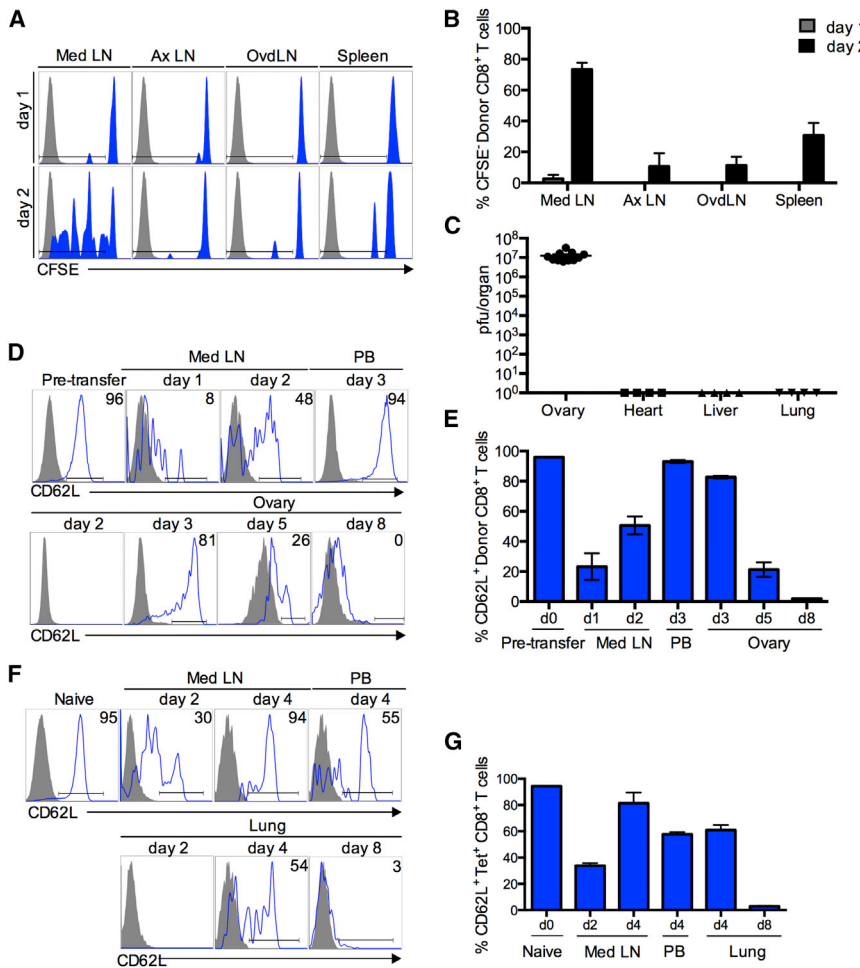 A
Med LN Ax LN OvdLN Spleen
day 1
day 2
CFSE
B
% CFSE⁻ Donor CD8⁺ T cells
100
80
60
40
20
0
Med LN Ax LN OvdLN Spleen
day 1
day 2
C
pfu/organ
10⁸
10⁷
10⁶
10⁵
10⁴
10³
10²
10¹
10⁰
Ovary Heart Liver Lung
D
Med LN PB
Pre-transfer day 1 day 2 day 3
96 8 48 94
CD62L
Ovary
day 2 day 3 day 5 day 8
81 26 0
CD62L
E
% CD62L⁺ Donor CD8⁺ T cells
100
80
60
40
20
0
d0 d1 d2 d3 d3 d5 d8
Pre-transfer Med LN PB Ovary
F
Med LN PB
Naive day 2 day 4 day 4
95 30 94 55
CD62L
Lung
day 2 day 4 day 8
54 3
CD62L
G
% CD62L⁺Tet⁺ CD8⁺ T cells
100
80
60
40
20
0
d0 d2 d4 d4 d4 d8
Naive Med LN PB Lung